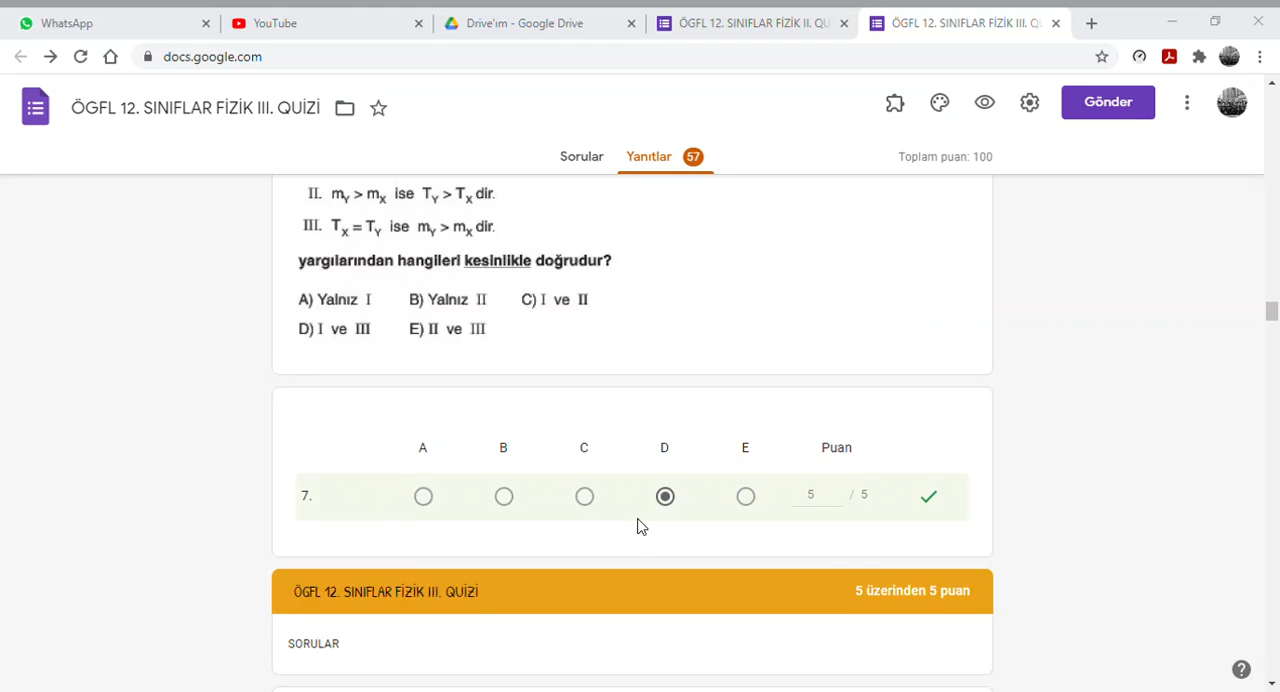 WhatsApp
YouTube
Drive'ım - Google Drive
ÖGFL 12. SINIFLAR FİZİK II. QU
ÖGFL 12. SINIFLAR FİZİK III. Q
docs.google.com
ÖGFL 12. SINIFLAR FİZİK III. QUİZİ
Gönder
Sorular
Yanıtlar 57
Toplam puan: 100
II. mY > mX ise TY > TX dir.
III. TX = TY ise mY > mX dir.
yargılarından hangileri kesinlikle doğrudur?
A) Yalnız I B) Yalnız II C) I ve II
D) I ve III E) II ve III
A B C D E Puan
7. 5 / 5
ÖGFL 12. SINIFLAR FİZİK III. QUİZİ
5 üzerinden 5 puan
SORULAR